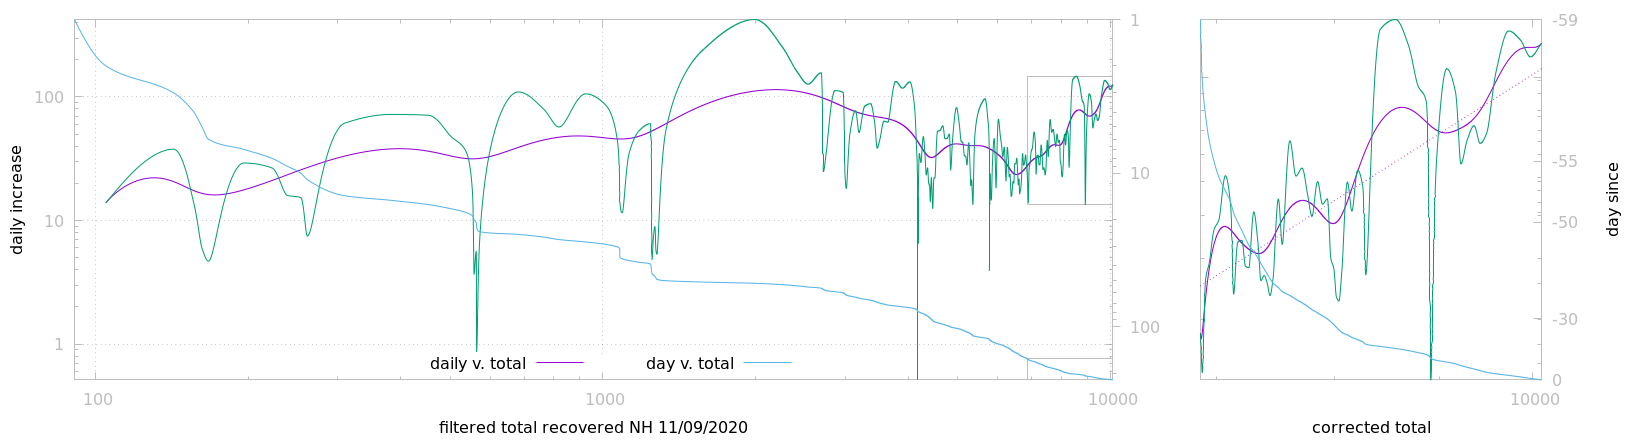 1
-59
100
daily increase
10
-55
10
-50
day since
100
-30
1
daily v. total
day v. total
0
100
1000
10000
10000
filtered total recovered NH 11/09/2020
corrected total